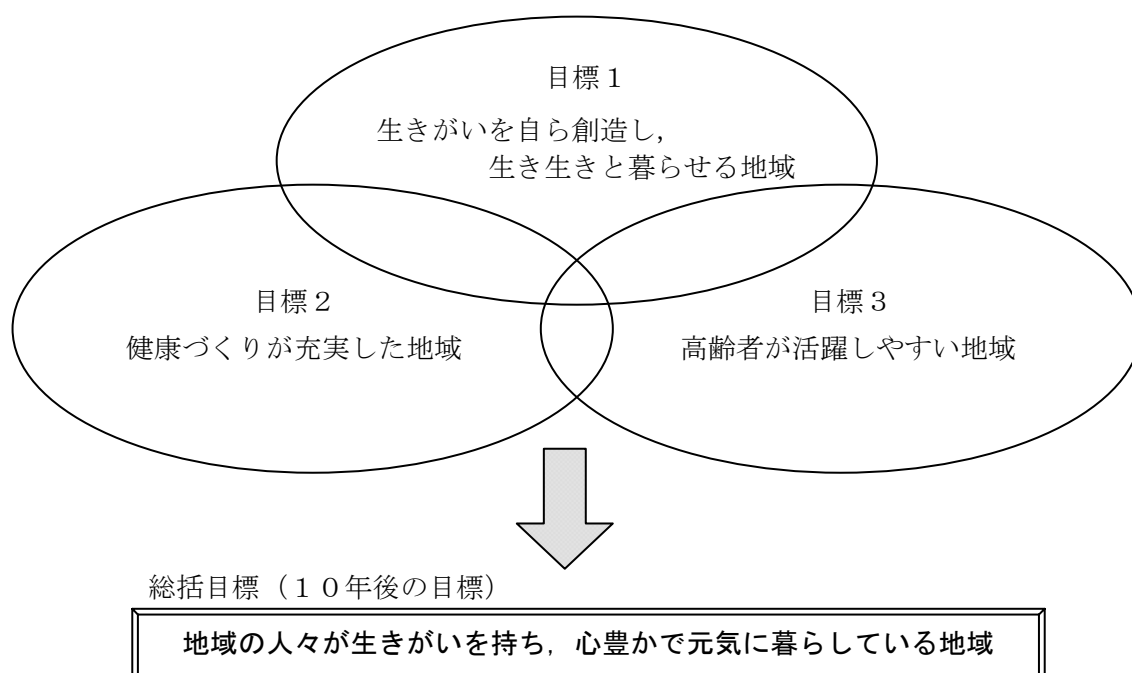 目標１
生きがいを自ら創造し，
生き生きと暮らせる地域
目標２
健康づくりが充実した地域
目標３
高齢者が活躍しやすい地域
総括目標（１０年後の目標）
地域の人々が生きがいを持ち，心豊かで元気に暮らしている地域